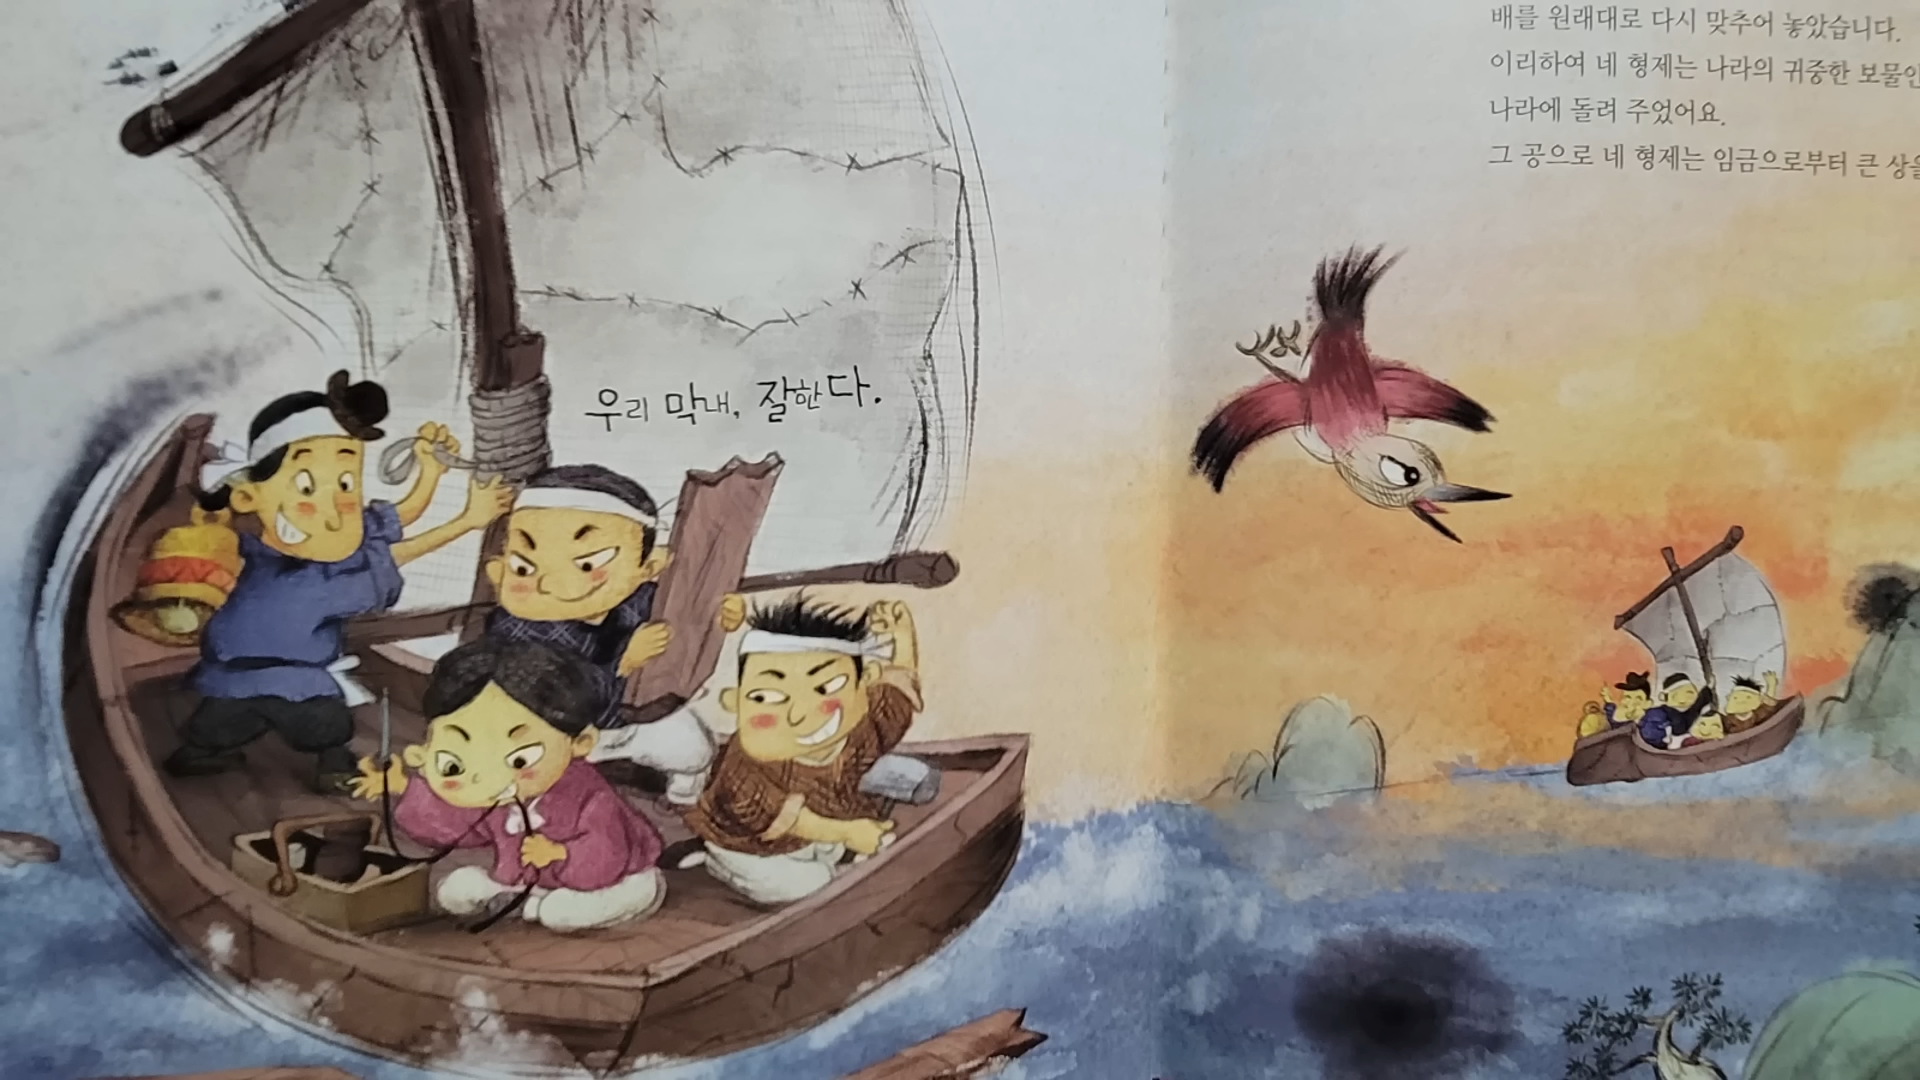 우리 막내, 잘한다.
배를 원래대로 다시 맞추어 놓았습니다.
이리하여 네 형제는 나라의 귀중한 보물인
나라에 돌려 주었어요.
그 공으로 네 형제는 임금으로부터 큰 상을